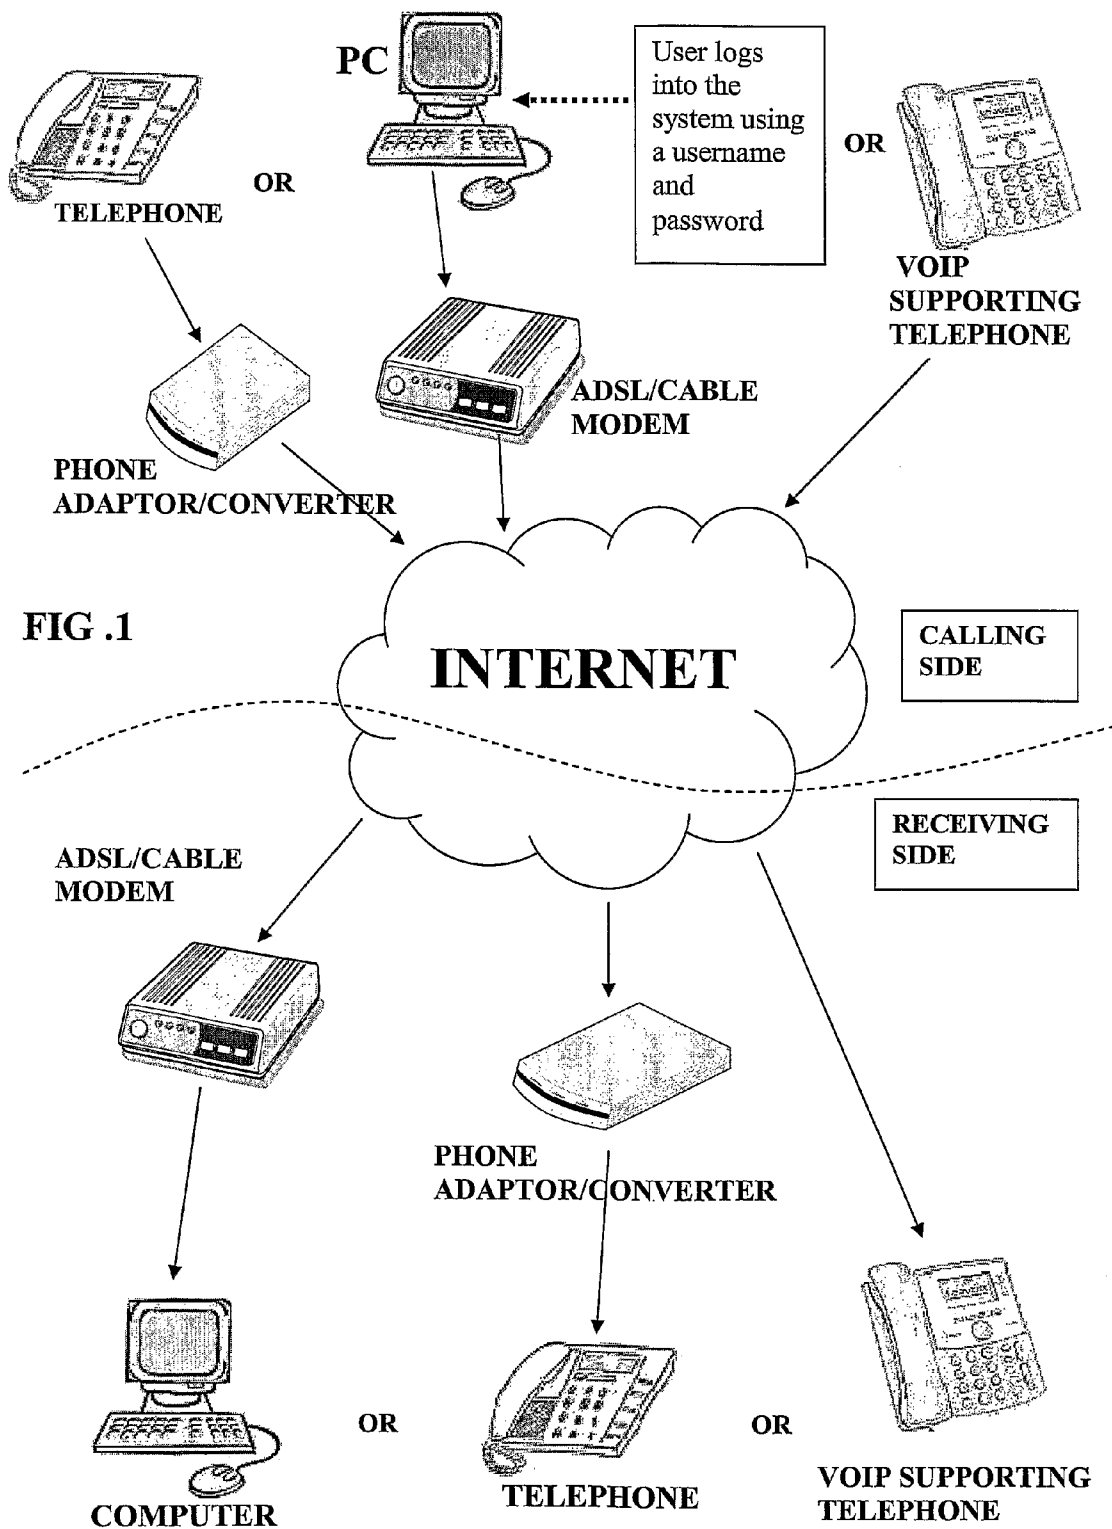 PC
User logs
into the
system using
a username
and
password
OR
OR
TELEPHONE
VOIP
SUPPORTING
TELEPHONE
ADSL/CABLE
MODEM
PHONE
ADAPTOR/CONVERTER
FIG .1
INTERNET
CALLING
SIDE
RECEIVING
SIDE
ADSL/CABLE
MODEM
PHONE
ADAPTOR/CONVERTER
OR
OR
COMPUTER
TELEPHONE
VOIP SUPPORTING
TELEPHONE